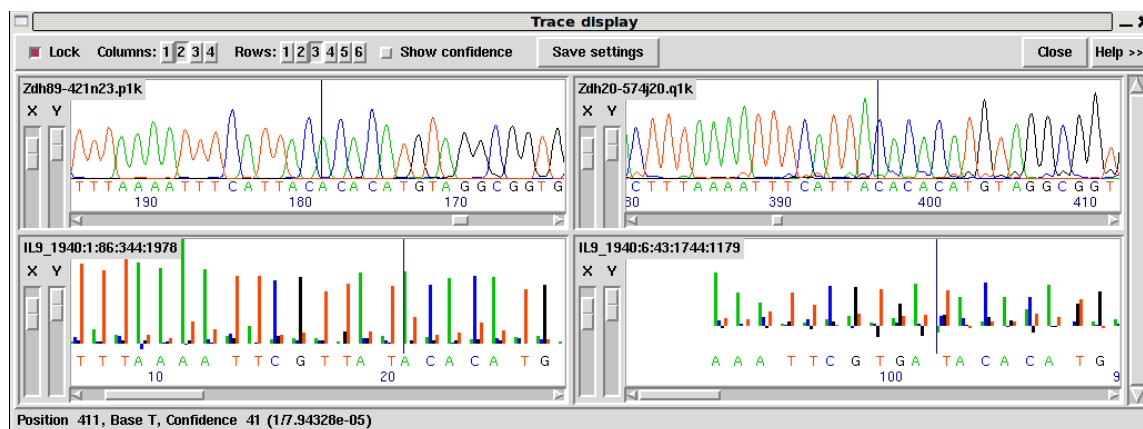 Trace display
Lock Columns: 1 2 3 4 Rows: 1 2 3 4 5 6 Show confidence Save settings Close Help >>
Zdh89-421n23.p1k
X Y
T T T A A A A T T T C A T T A C A C A C A T G T A G G C G G T G
190 180 170
Zdh20-574j20.q1k
X Y
C T T T A A A A T T T C A T T A C A C A C A T G T A G G C G G T
390 400 410
IL9_1940:1:86:344:1978
X Y
T T T A A A A T T C G T T A T A C A C A T G
10 20
IL9_1940:6:43:1744:1179
X Y
A A A T T C G T G A T A C A C A T G
100 9
Position 411, Base T, Confidence 41 (1/7.94328e-05)